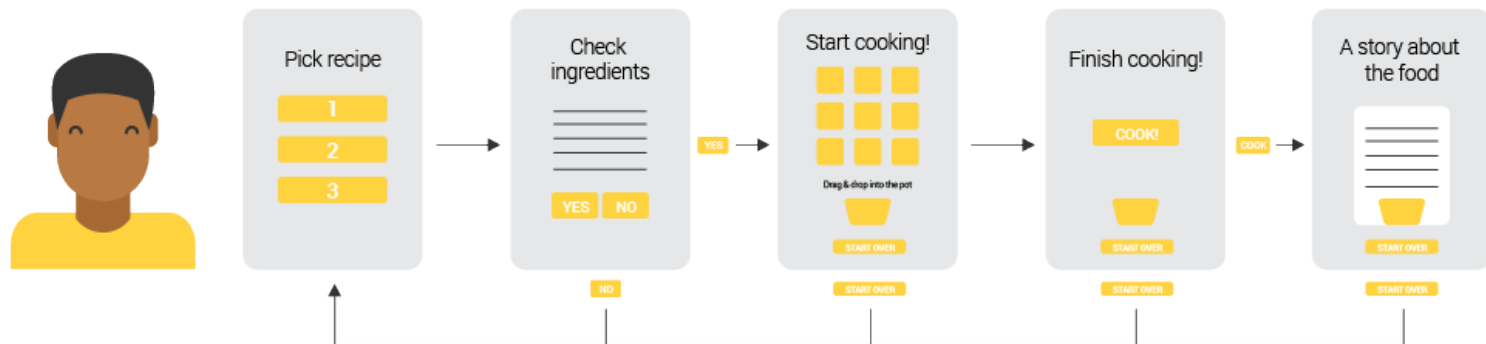 Pick recipe
1
2
3
Check
ingredients
YES NO
NO
YES
Start cooking!
Drag & drop into the pot
START OVER
START OVER
Finish cooking!
COOK!
START OVER
START OVER
COOK
A story about
the food
START OVER
START OVER